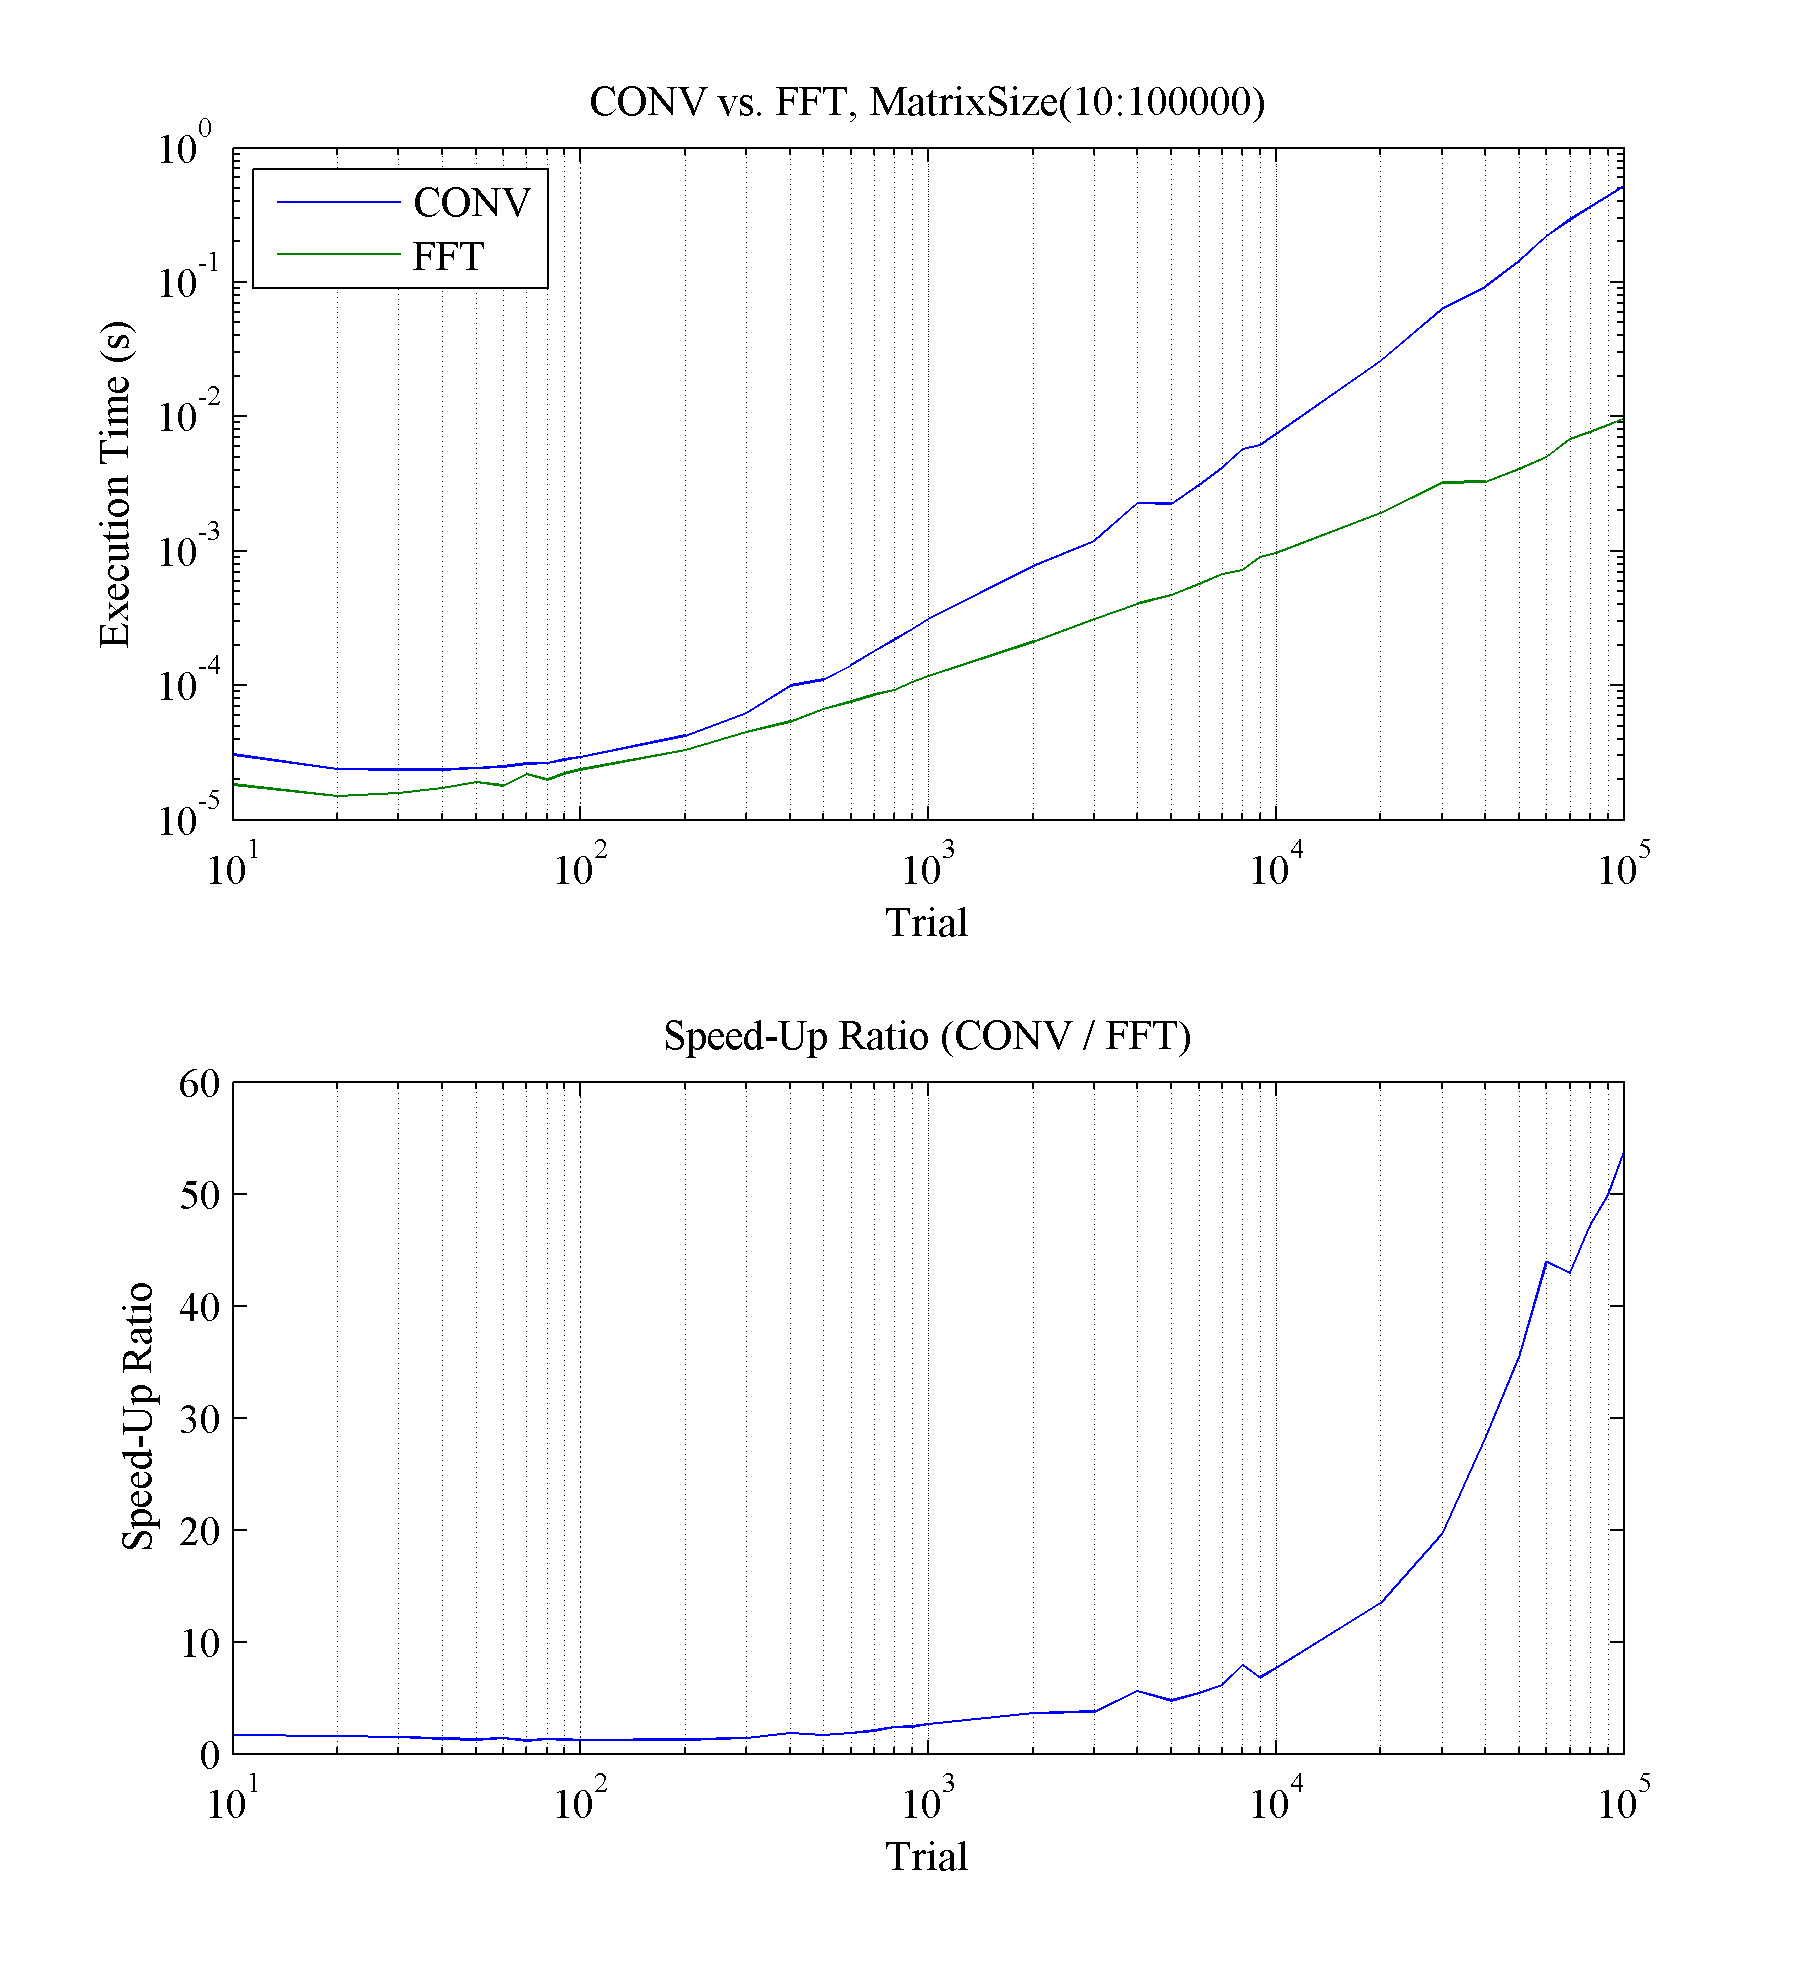 CONV vs. FFT, MatrixSize(10:100000)
10^0
10^-1
10^-2
10^-3
10^-4
10^-5
Execution Time (s)
CONV
FFT
10^1 10^2 10^3 10^4 10^5
Trial
Speed-Up Ratio (CONV / FFT)
60
50
40
30
20
10
0
Speed-Up Ratio
10^1 10^2 10^3 10^4 10^5
Trial